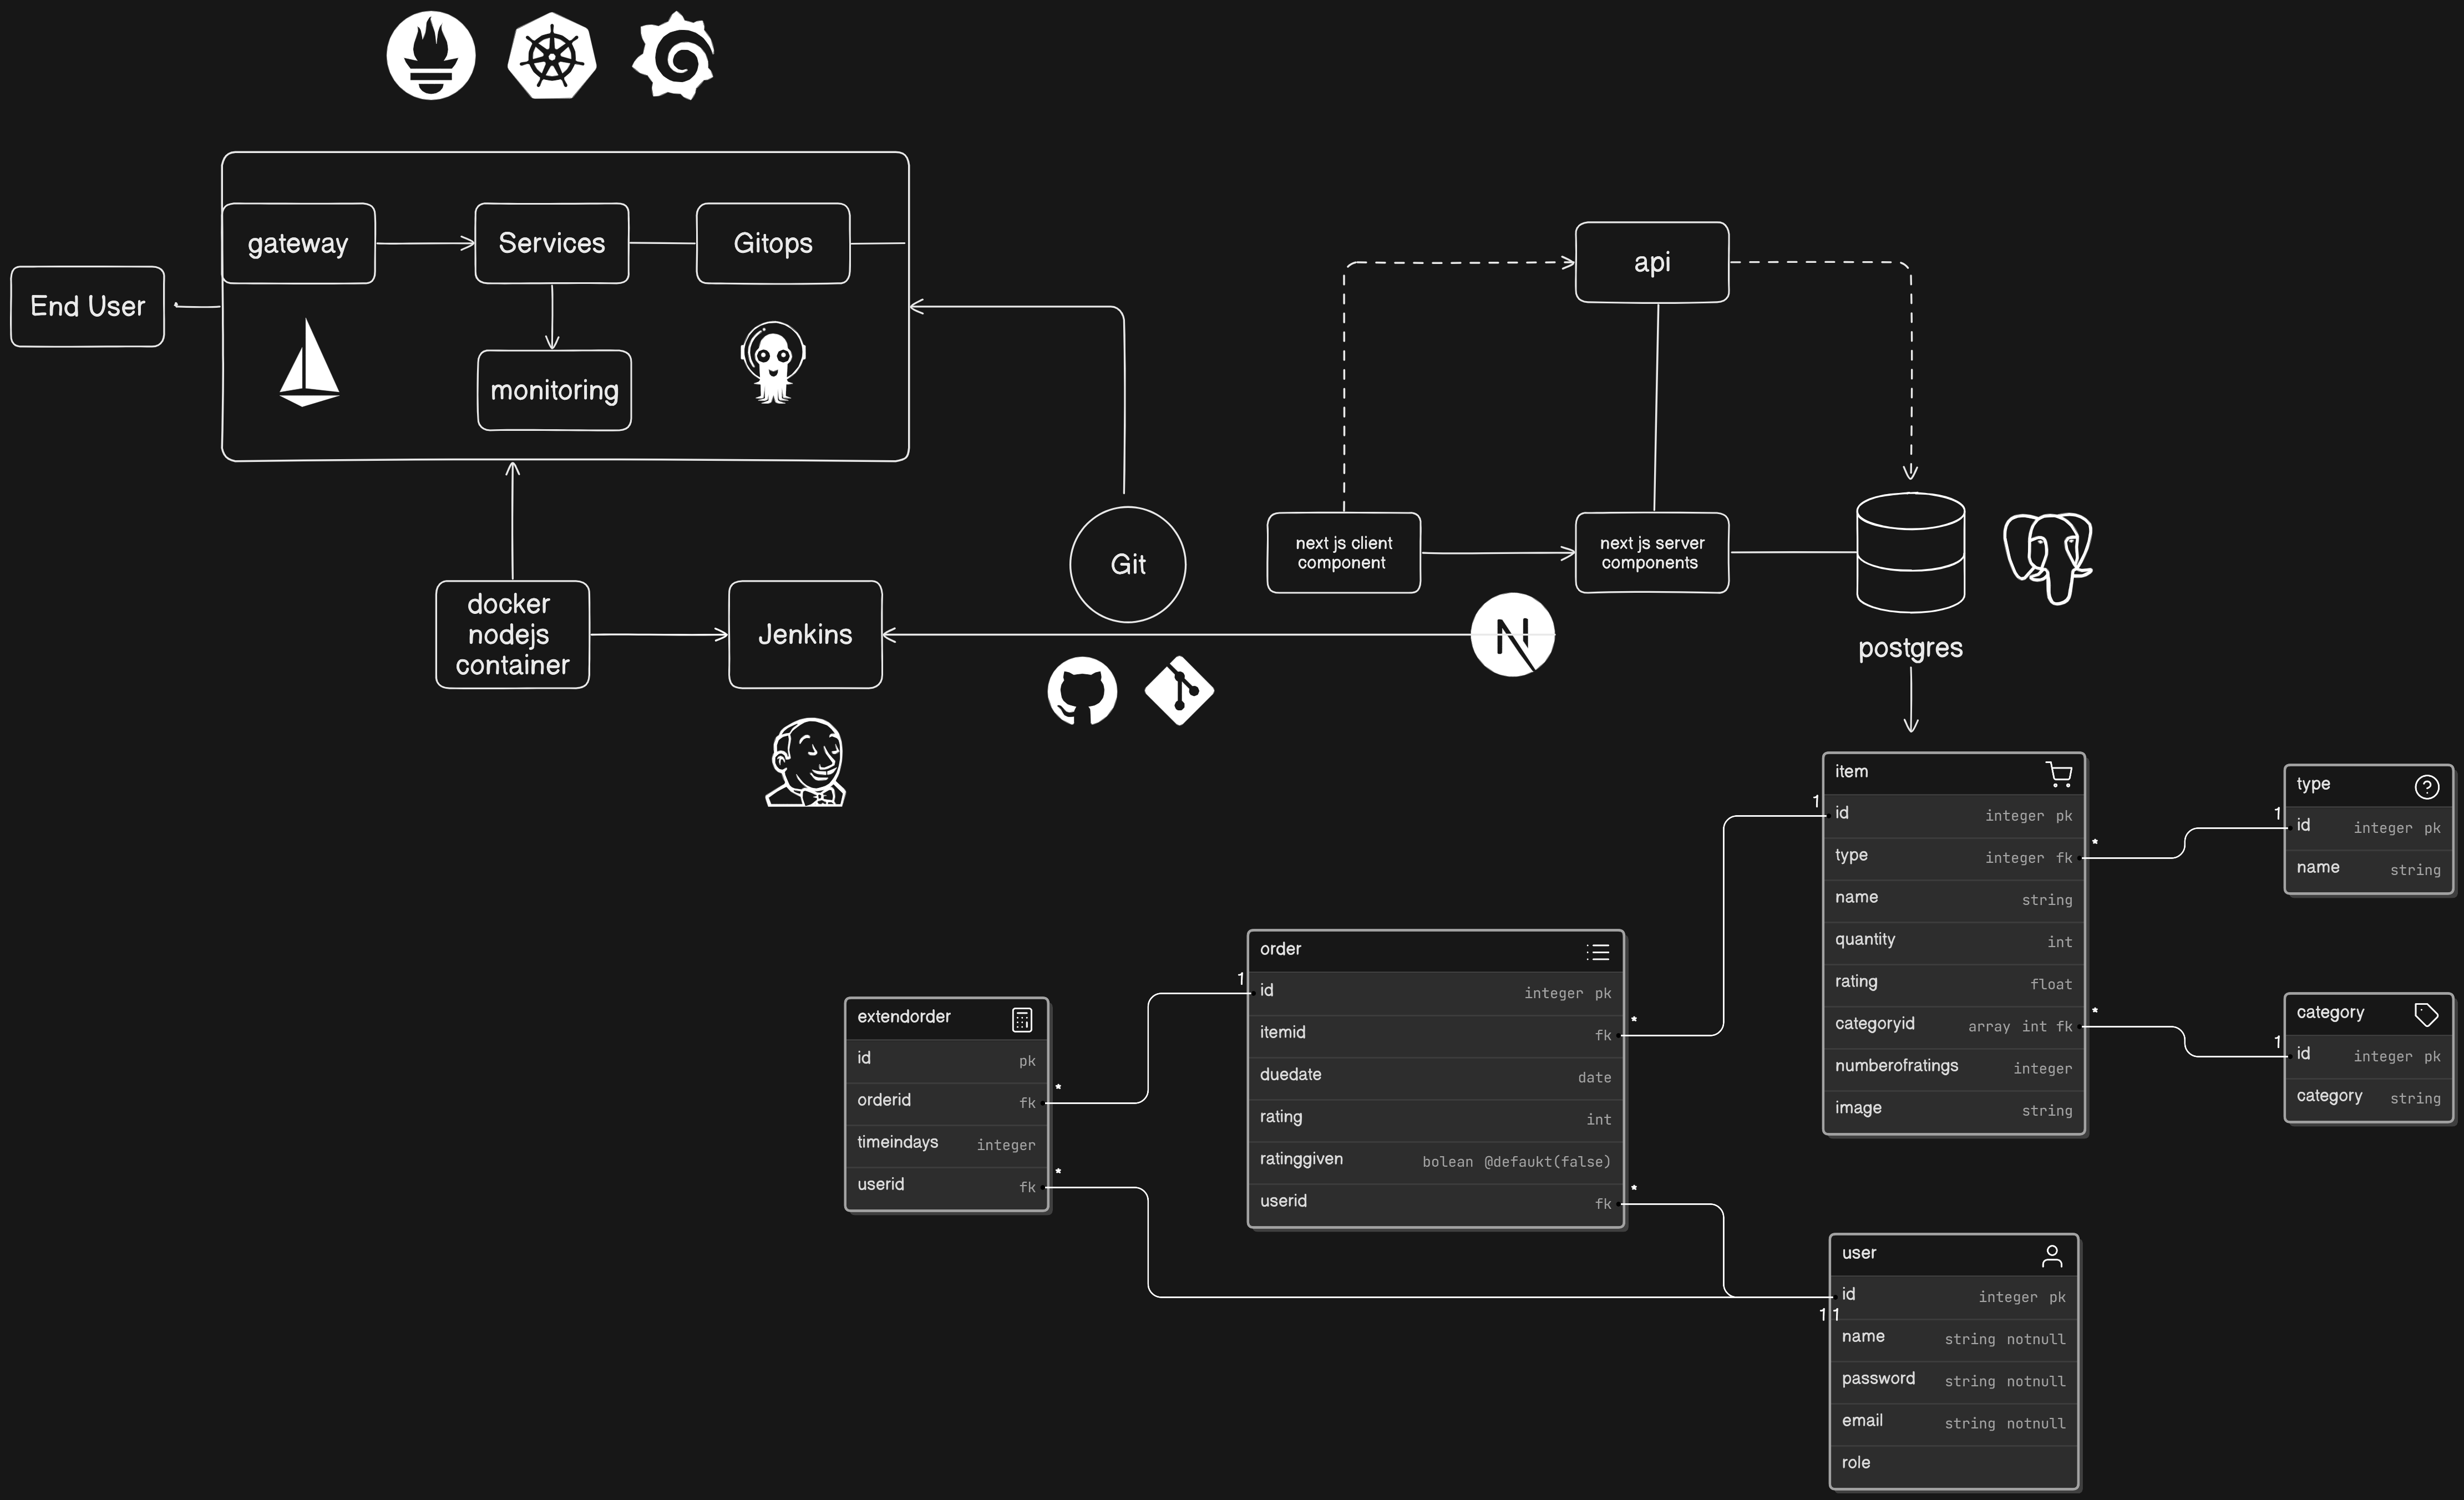 gateway
Services
Gitops
End User
monitoring
api
docker
nodejs
container
Jenkins
Git
next js client
component
next js server
components
N
postgres
item
1
id integer pk
type integer fk
*
name string
quantity int
rating float
categoryid array int fk
*
numberofratings integer
image string
type
1
id integer pk
name string
category
1
id integer pk
category string
order
1
id integer pk
itemid fk
*
duedate date
rating int
ratinggiven bolean @defaukt(false)
userid fk
*
extendorder
id pk
orderid fk
*
timeindays integer
userid fk
*
user
id integer pk
1 1
name string notnull
password string notnull
email string notnull
role